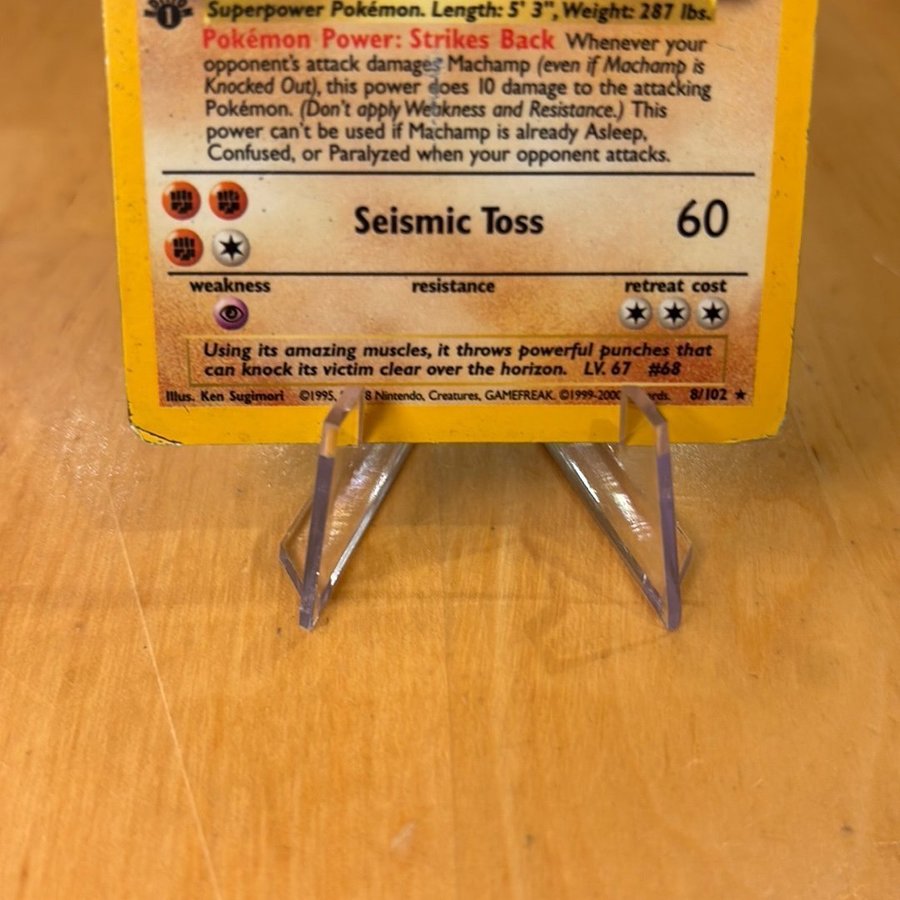 1
Superpower Pokémon. Length: 5' 3", Weight: 287 lbs.
Pokémon Power: Strikes Back Whenever your
opponent's attack damages Machamp (even if Machamp is
Knocked Out), this power does 10 damage to the attacking
Pokémon. (Don't apply Weakness and Resistance.) This
power can't be used if Machamp is already Asleep,
Confused, or Paralyzed when your opponent attacks.
Seismic Toss 60
weakness resistance retreat cost
Using its amazing muscles, it throws powerful punches that
can knock its victim clear over the horizon. LV. 67 #68
Illus. Ken Sugimori ©1995, 8 Nintendo, Creatures, GAMEFREAK. ©1999-2000 8/102